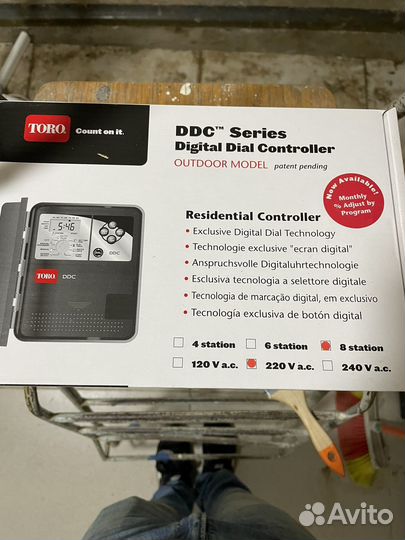 TORO. Count on it.
DDC™ Series
Digital Dial Controller
OUTDOOR MODEL patent pending
Now Available!
Monthly
% Adjust by
Program
Residential Controller
• Exclusive Digital Dial Technology
• Technologie exclusive "ecran digital"
• Anspruchsvolle Digitaluhrtechnologie
• Esclusiva tecnologia a selettore digitale
• Tecnologia de marcação digital, em exclusivo
• Tecnología exclusiva de botón digital
5:46
DDC
TORO DDC
4 station 6 station 8 station
120 V a.c. 220 V a.c. 240 V a.c.
Avito